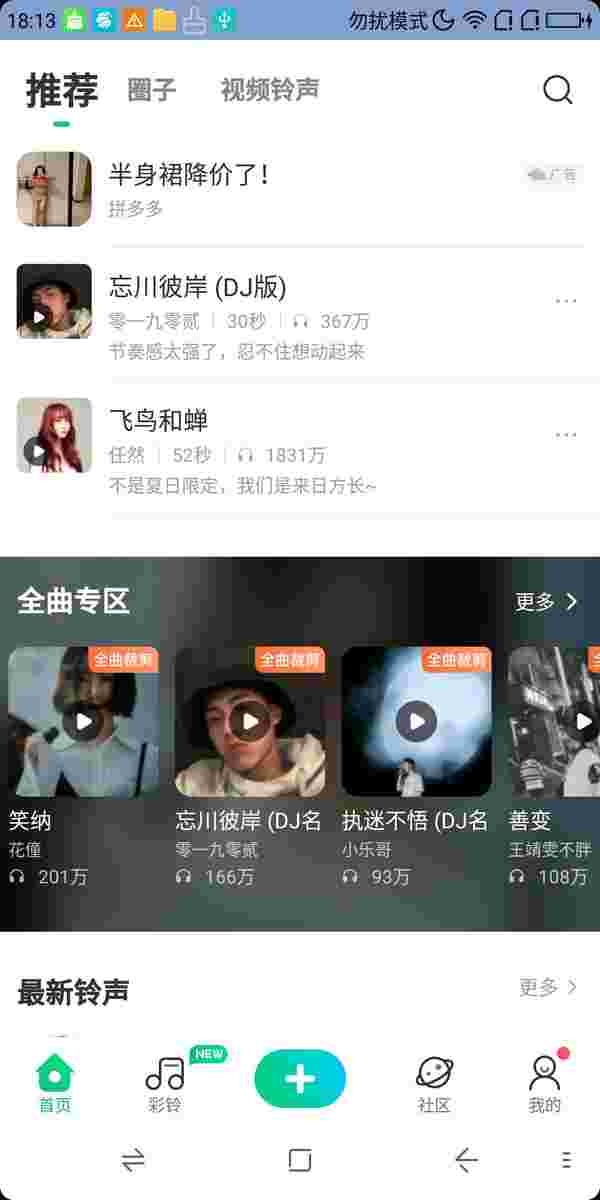 18:13 勿扰模式
推荐 圈子 视频铃声
半身裙降价了！
广告
拼多多
忘川彼岸 (DJ版)
零一九零贰 30秒 367万
节奏感太强了，忍不住想动起来
飞鸟和蝉
任然 52秒 1831万
不是夏日限定，我们是来日方长~
全曲专区 更多
全曲裁剪 全曲裁剪 全曲裁剪 全
笑纳 忘川彼岸 (DJ名 执迷不悟 (DJ名 善变
花僮 零一九零贰 小乐哥 王靖雯不胖
201万 166万 93万 108万
最新铃声 更多
NEW
首页 彩铃 社区 我的